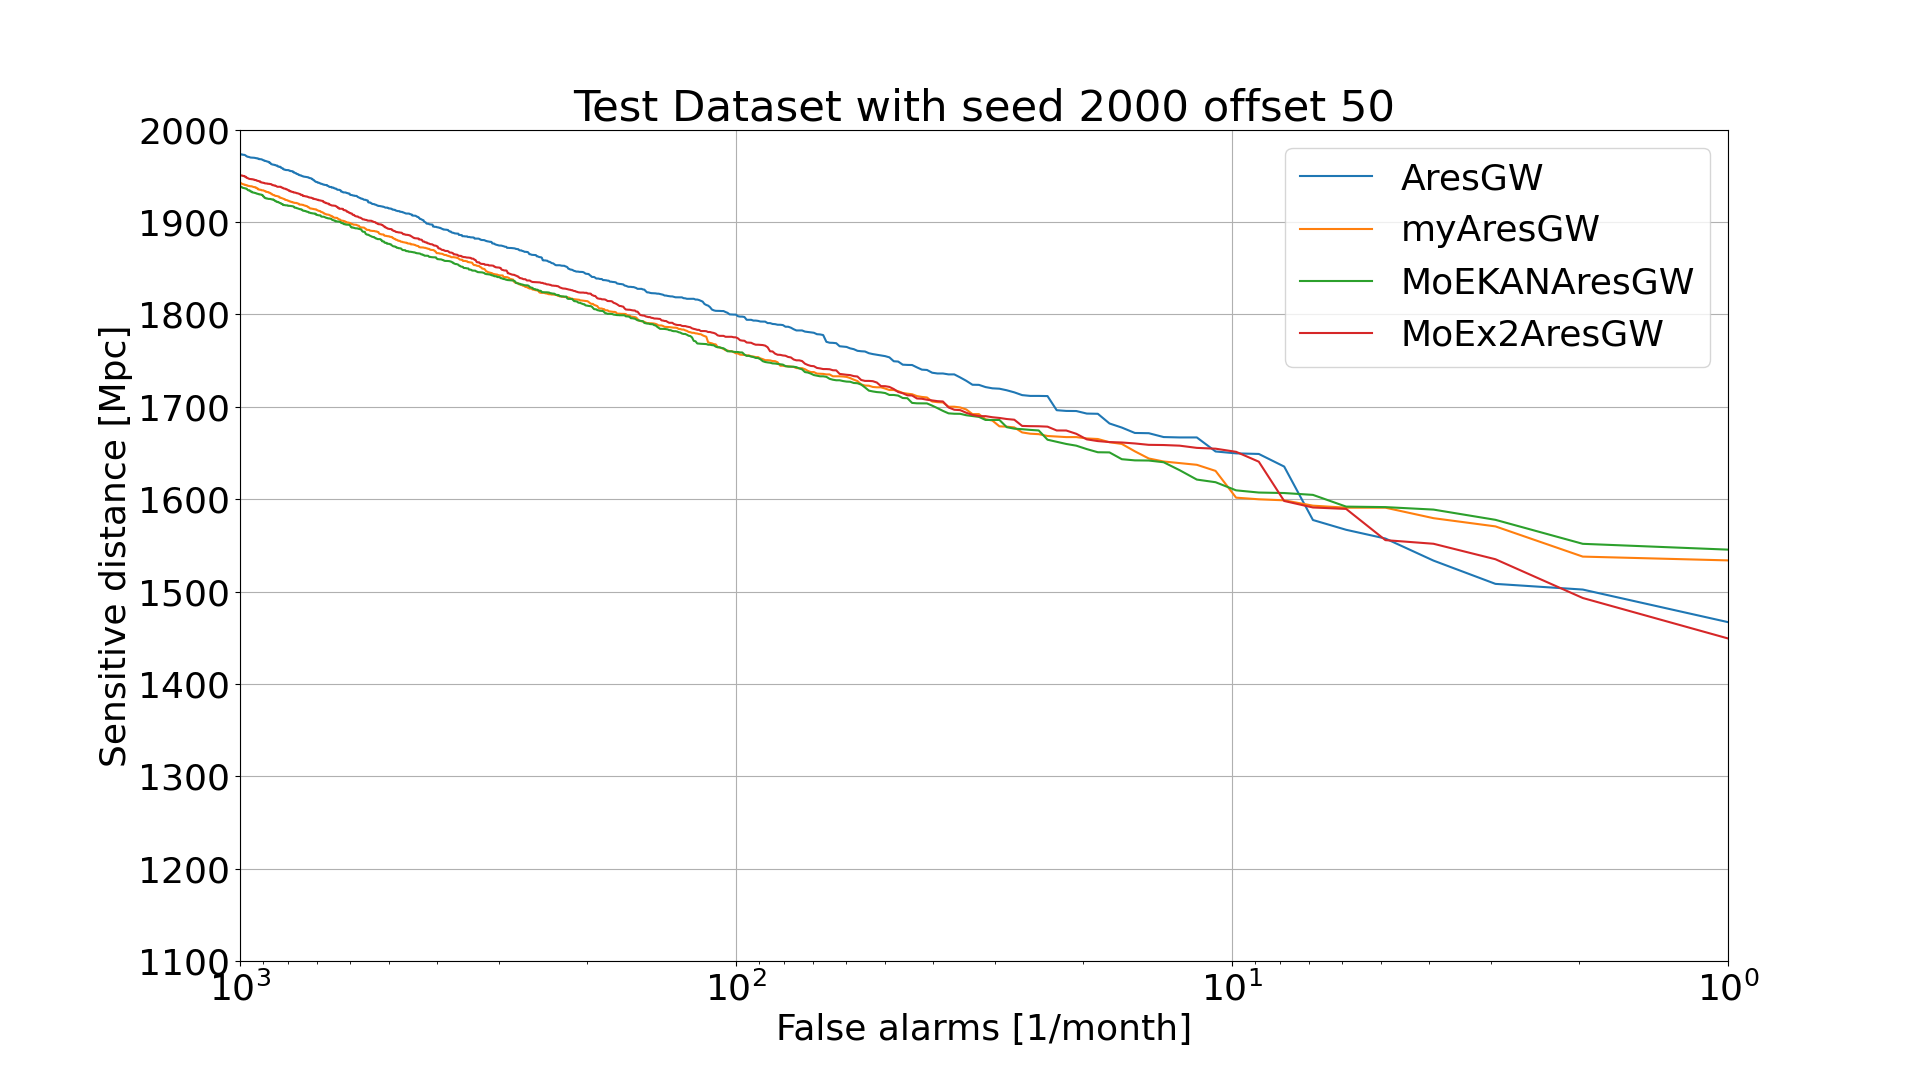 Test Dataset with seed 2000 offset 50
AresGW
myAresGW
MoEKANAresGW
MoEx2AresGW
Sensitive distance [Mpc]
2000
1900
1800
1700
1600
1500
1400
1300
1200
1100
10³ 10² 10¹ 10⁰
False alarms [1/month]